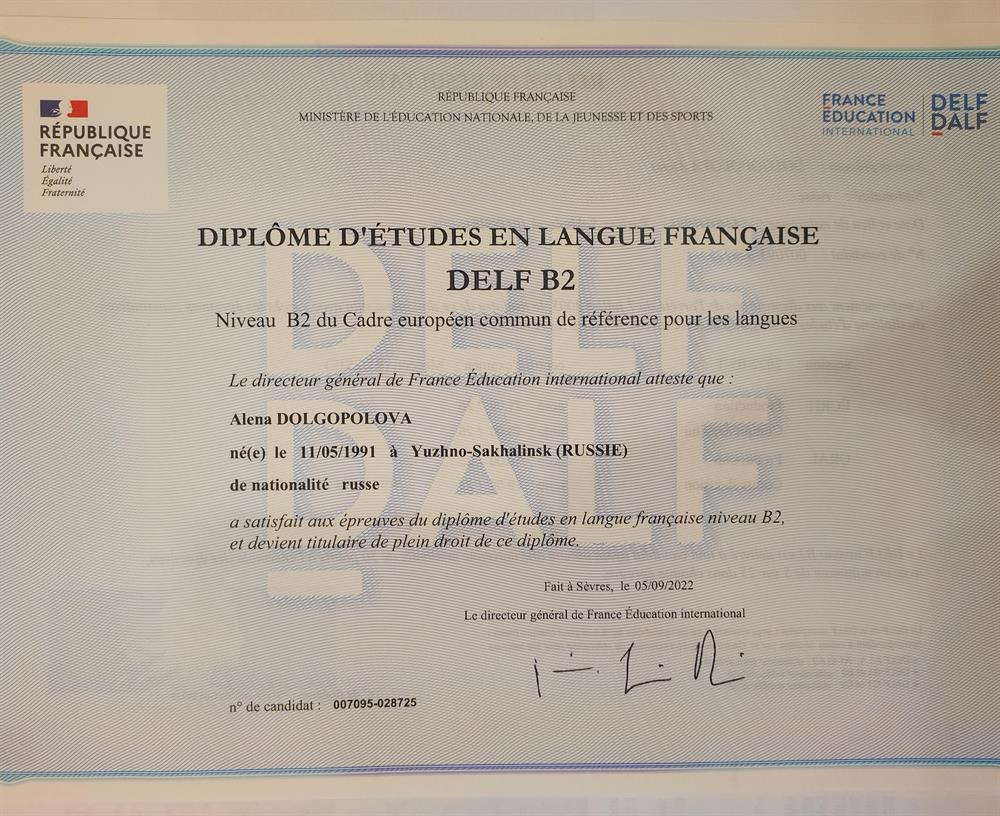 RÉPUBLIQUE
FRANÇAISE
Liberté
Égalité
Fraternité
RÉPUBLIQUE FRANÇAISE
MINISTÈRE DE L'ÉDUCATION NATIONALE, DE LA JEUNESSE ET DES SPORTS
FRANCE
ÉDUCATION
INTERNATIONAL
DELF
DALF
DIPLÔME D'ÉTUDES EN LANGUE FRANÇAISE
DELF B2
Niveau B2 du Cadre européen commun de référence pour les langues
Le directeur général de France Éducation international atteste que :
Alena DOLGOPOLOVA
né(e) le 11/05/1991 à Yuzhno-Sakhalinsk (RUSSIE)
de nationalité russe
a satisfait aux épreuves du diplôme d'études en langue française niveau B2,
et devient titulaire de plein droit de ce diplôme.
Fait à Sèvres, le 05/09/2022
Le directeur général de France Éducation international
n° de candidat : 007095-028725
DELF
DALF